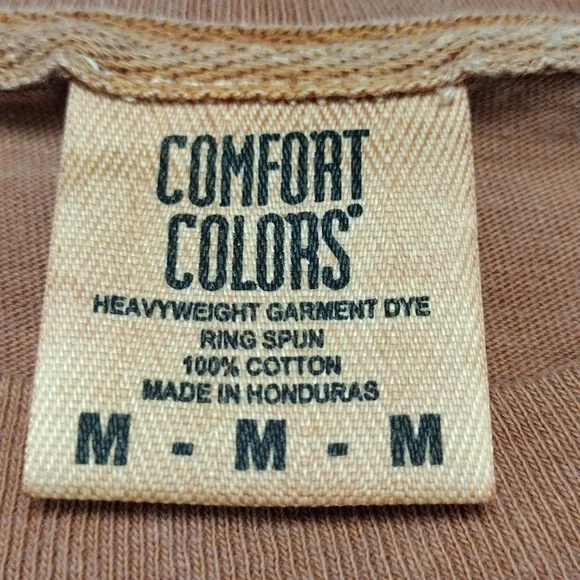 COMFORT
COLORS®
HEAVYWEIGHT GARMENT DYE
RING SPUN
100% COTTON
MADE IN HONDURAS
M - M - M